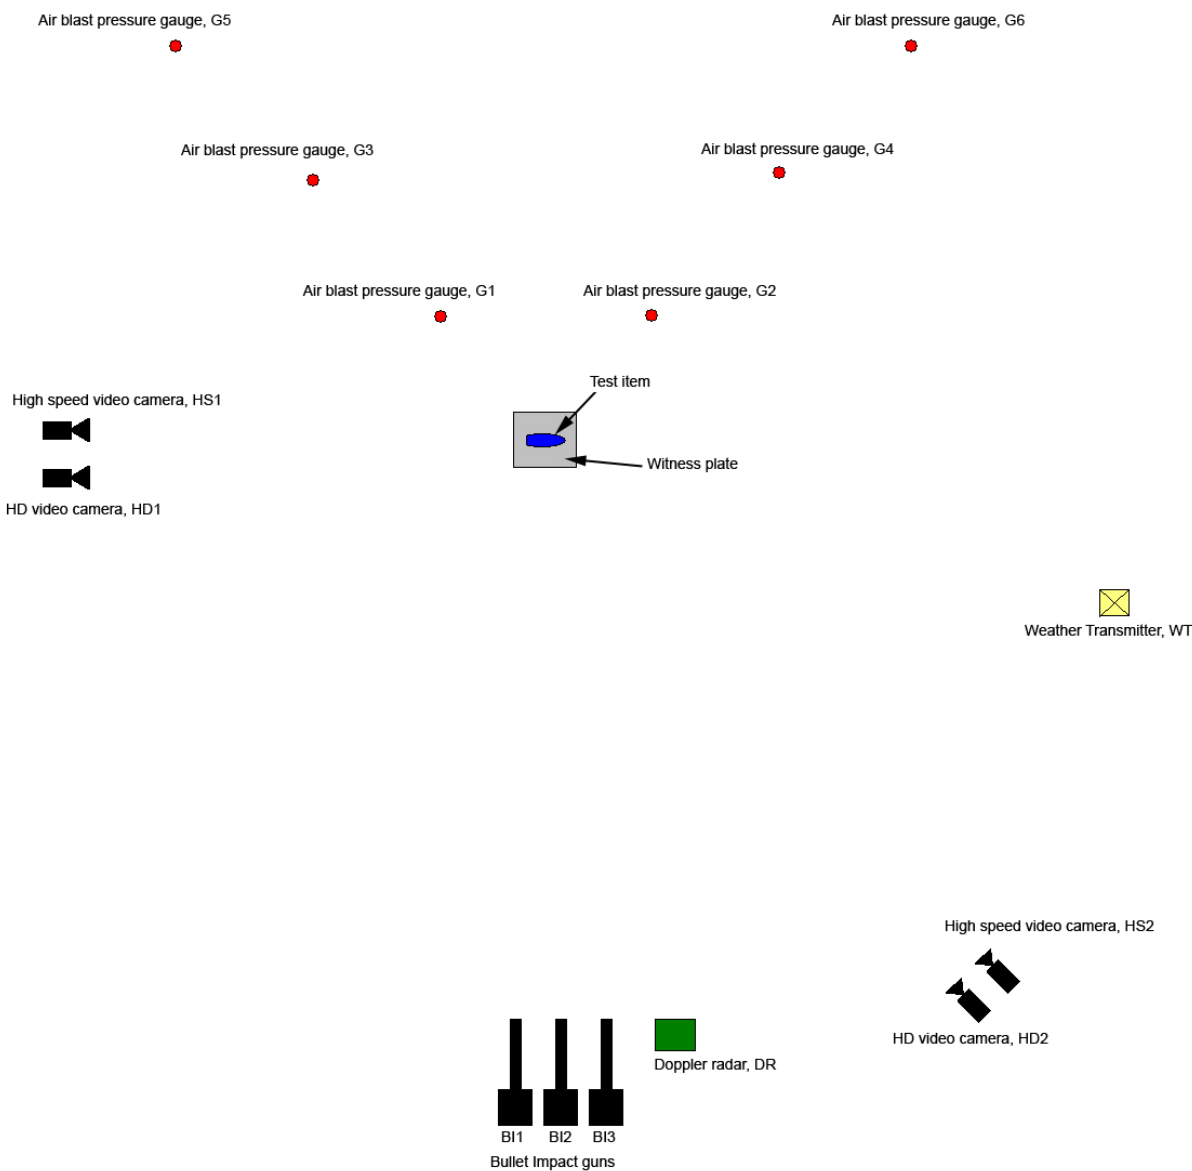 Air blast pressure gauge, G5
Air blast pressure gauge, G6
Air blast pressure gauge, G3
Air blast pressure gauge, G4
Air blast pressure gauge, G1
Air blast pressure gauge, G2
Test item
High speed video camera, HS1
Witness plate
HD video camera, HD1
Weather Transmitter, WT
High speed video camera, HS2
HD video camera, HD2
Doppler radar, DR
BI1
BI2
BI3
Bullet Impact guns